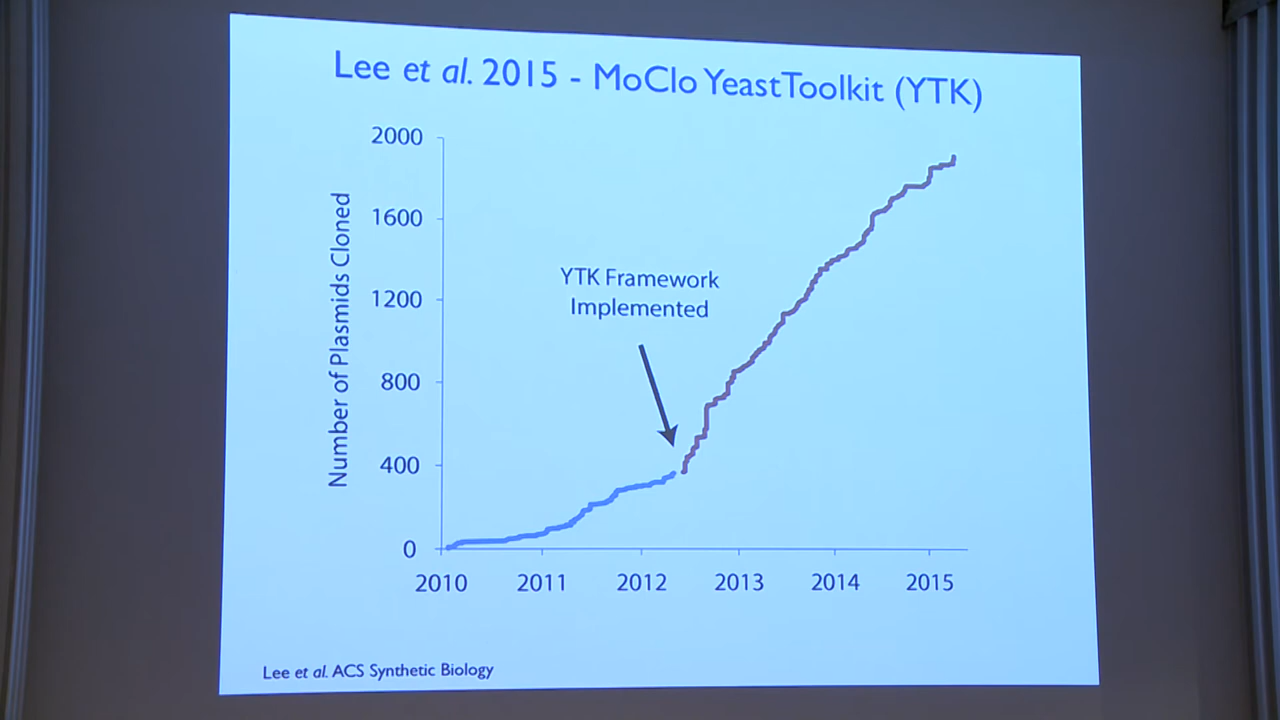 Lee et al. 2015 - MoClo YeastToolkit (YTK)
2000
1600
1200
800
400
0
Number of Plasmids Cloned
YTK Framework
Implemented
2010 2011 2012 2013 2014 2015
Lee et al. ACS Synthetic Biology